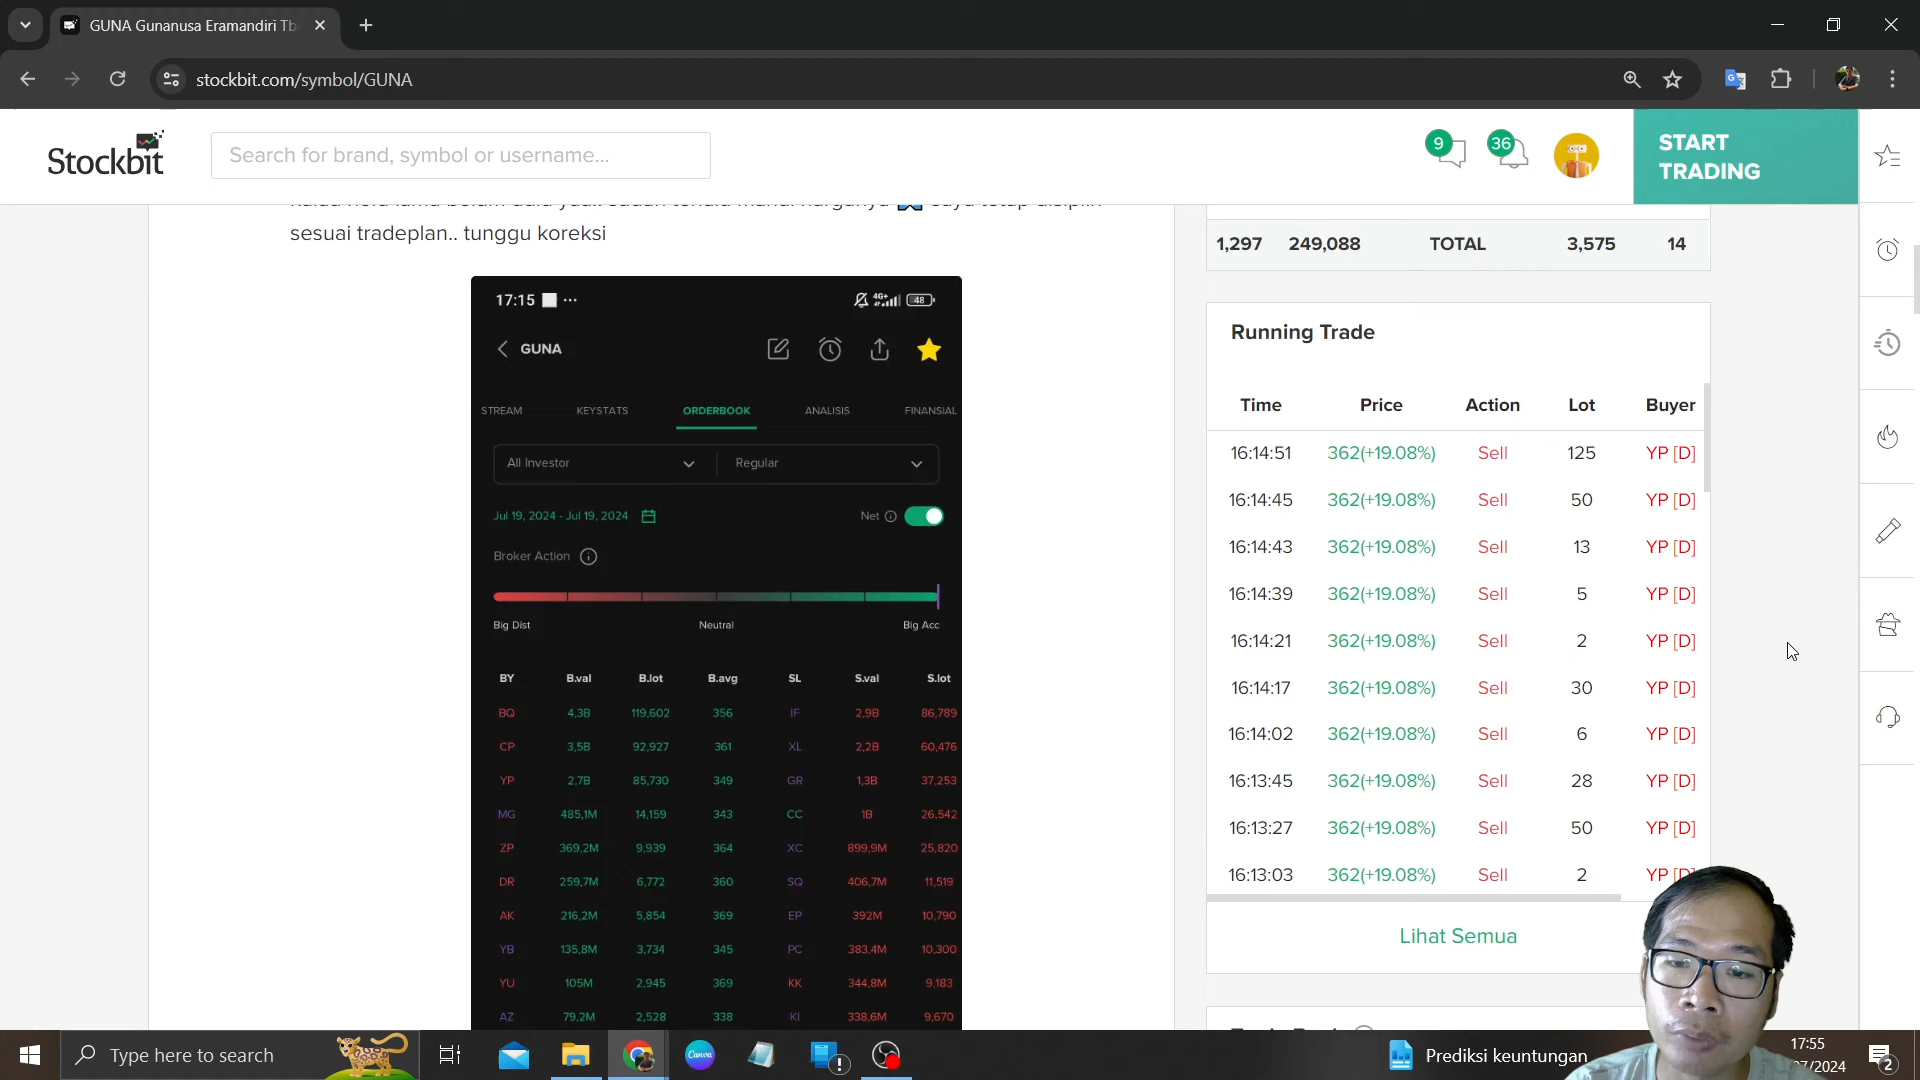 GUNA Gunanusa Eramandiri Tb
stockbit.com/symbol/GUNA
Stockbit
Search for brand, symbol or username...
9
36
START
TRADING
sesuai tradeplan.. tunggu koreksi
17:15
4G+
48
GUNA
STREAM KEYSTATS ORDERBOOK ANALISIS FINANSIAL
All Investor Regular
Jul 19, 2024 - Jul 19, 2024 Net
Broker Action
Big Dist Neutral Big Acc
BY B.val B.lot B.avg SL S.val S.lot
BQ 4,3B 119,602 356 IF 2,9B 86,789
CP 3,5B 92,927 361 XL 2,2B 60,476
YP 2,7B 85,730 349 GR 1,3B 37,253
MG 485,1M 14,159 343 CC 1B 26,542
ZP 369,2M 9,939 364 XC 899,9M 25,820
DR 259,7M 6,772 360 SQ 406,7M 11,519
AK 216,2M 5,854 369 EP 392M 10,790
YB 135,8M 3,734 345 PC 383,4M 10,300
YU 105M 2,945 369 KK 344,8M 9,183
AZ 79,2M 2,528 338 KI 338,6M 9,670
1,297 249,088 TOTAL 3,575 14
Running Trade
Time Price Action Lot Buyer
16:14:51 362(+19.08%) Sell 125 YP [D]
16:14:45 362(+19.08%) Sell 50 YP [D]
16:14:43 362(+19.08%) Sell 13 YP [D]
16:14:39 362(+19.08%) Sell 5 YP [D]
16:14:21 362(+19.08%) Sell 2 YP [D]
16:14:17 362(+19.08%) Sell 30 YP [D]
16:14:02 362(+19.08%) Sell 6 YP [D]
16:13:45 362(+19.08%) Sell 28 YP [D]
16:13:27 362(+19.08%) Sell 50 YP [D]
16:13:03 362(+19.08%) Sell 2 YP
Lihat Semua
Type here to search
Canva
Prediksi keuntungan
17:55
7/2024
2